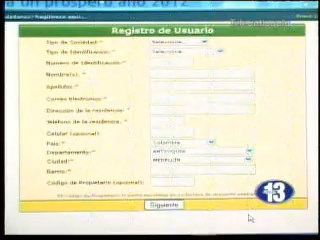 a un próspero año 2012
Registro de Usuario
Tipo de Sociedad:* Seleccione...
Tipo de Identificación:* Seleccione...
Número de Identificación:*
Nombre(s):*
Apellidos:*
Correo Electrónico:*
Dirección de la residencia:*
Teléfono de la residencia:*
Celular (opcional):
País:* Colombia
Departamento:* ANTIOQUIA
Ciudad:* MEDELLÍN
Barrio:*
Código de Propietario (opcional):
Siguiente
13